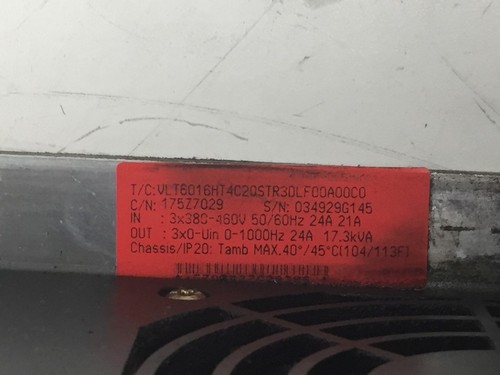 T/C:VLT6016HT4C20STR3DLF00A00C0
C/N: 175Z7029 S/N: 034929G145
IN : 3x380-460V 50/60Hz 24A 21A
OUT : 3x0-Uin 0-1000Hz 24A 17.3kVA
Chassis/IP20: Tamb MAX.40°/45°C(104/113F)